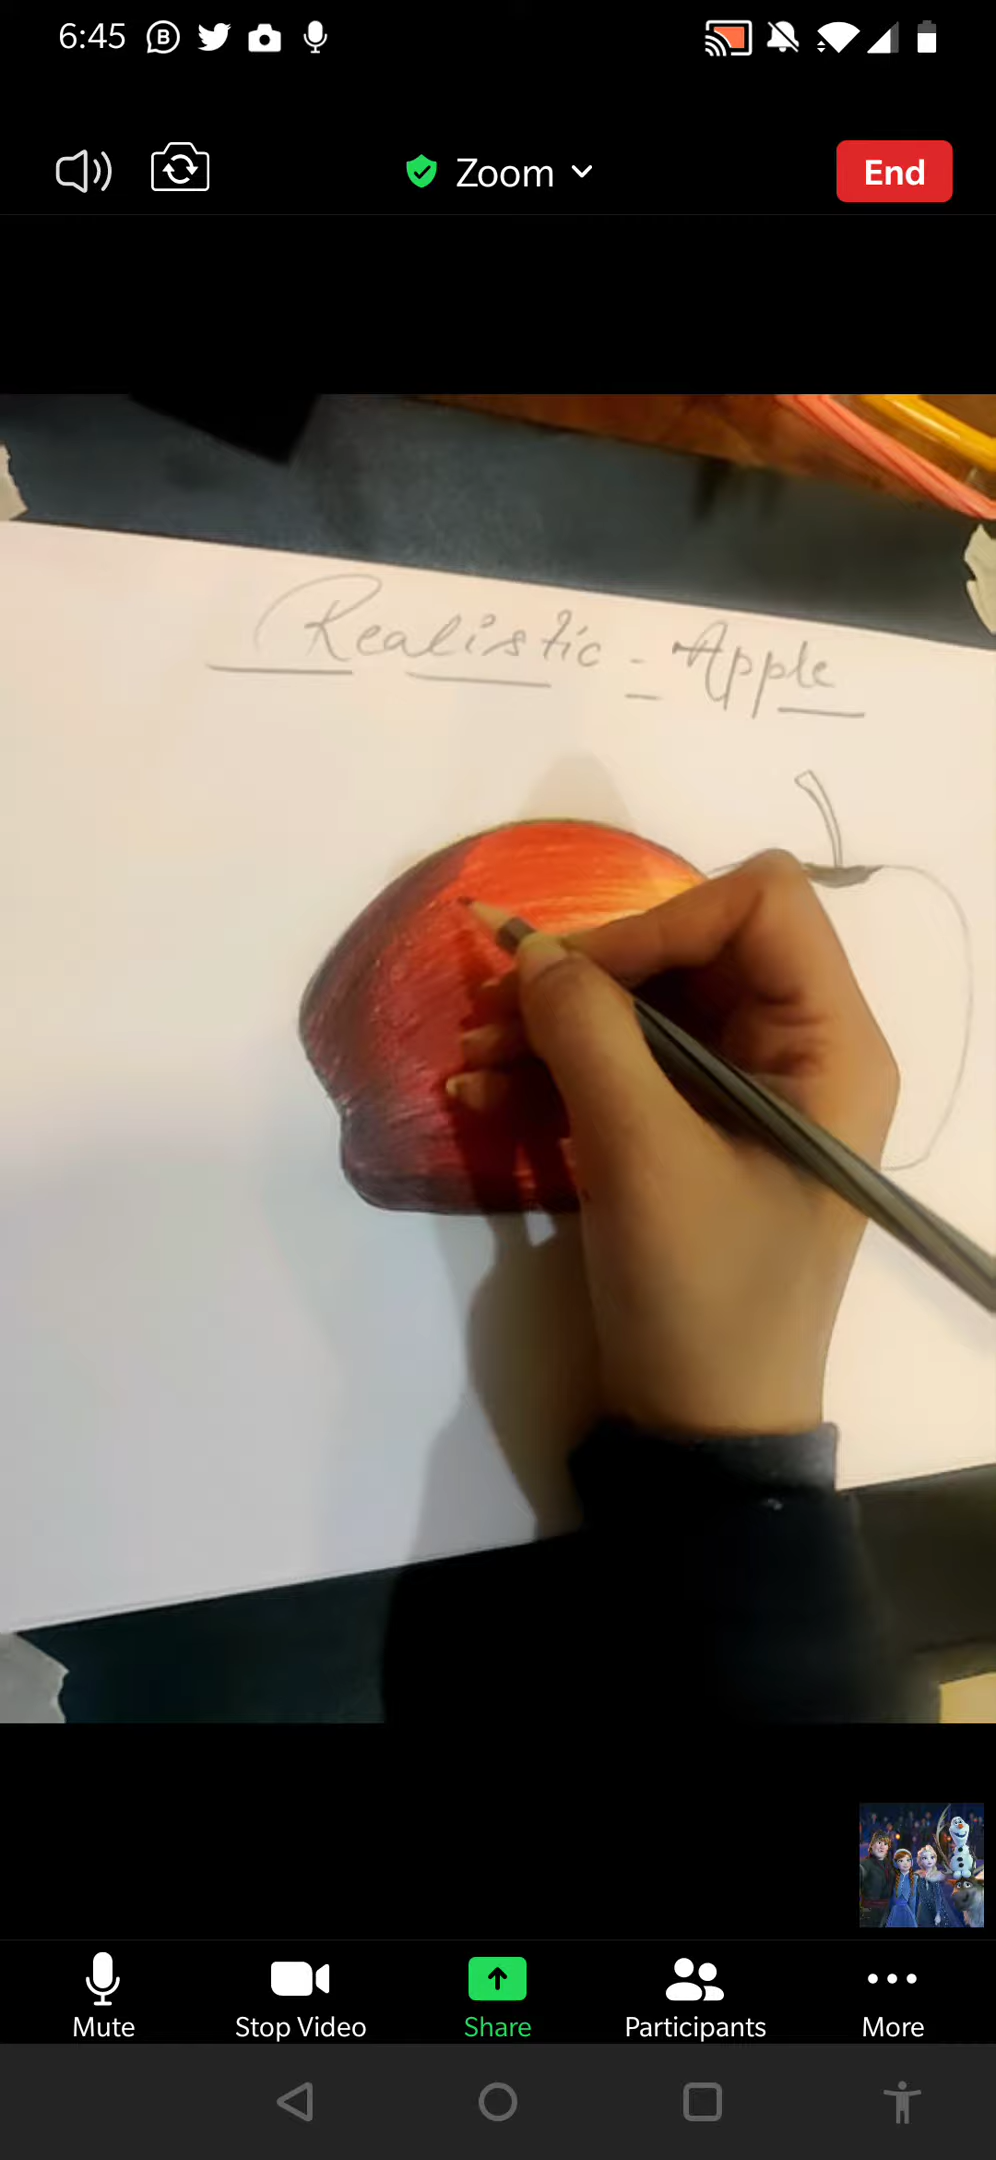 6:45
Zoom
End
Realistic - Apple
Mute
Stop Video
Share
Participants
More